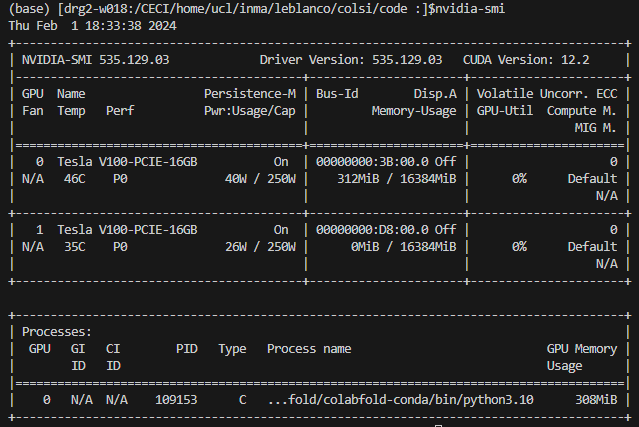 (base) [drg2-w018:/CECI/home/ucl/inma/leblanco/colsi/code :]$nvidia-smi
Thu Feb  1 18:33:38 2024
+---------------------------------------------------------------------------------------+
| NVIDIA-SMI 535.129.03             Driver Version: 535.129.03   CUDA Version: 12.2     |
|-----------------------------------------+----------------------+----------------------+
| GPU  Name                 Persistence-M | Bus-Id        Disp.A | Volatile Uncorr. ECC |
| Fan  Temp   Perf          Pwr:Usage/Cap |         Memory-Usage | GPU-Util  Compute M. |
|                                         |                      |               MIG M. |
|=========================================+======================+======================|
|   0  Tesla V100-PCIE-16GB           On  | 00000000:3B:00.0 Off |                    0 |
| N/A   46C    P0              40W / 250W |    312MiB / 16384MiB |      0%      Default |
|                                         |                      |                  N/A |
+-----------------------------------------+----------------------+----------------------+
|   1  Tesla V100-PCIE-16GB           On  | 00000000:D8:00.0 Off |                    0 |
| N/A   35C    P0              26W / 250W |      0MiB / 16384MiB |      0%      Default |
|                                         |                      |                  N/A |
+-----------------------------------------+----------------------+----------------------+
+---------------------------------------------------------------------------------------+
| Processes:                                                                            |
|  GPU   GI   CI        PID   Type   Process name                            GPU Memory |
|        ID   ID                                                             Usage      |
|=======================================================================================|
|    0   N/A  N/A    109153      C   ...fold/colabfold-conda/bin/python3.10      308MiB |
+---------------------------------------------------------------------------------------+